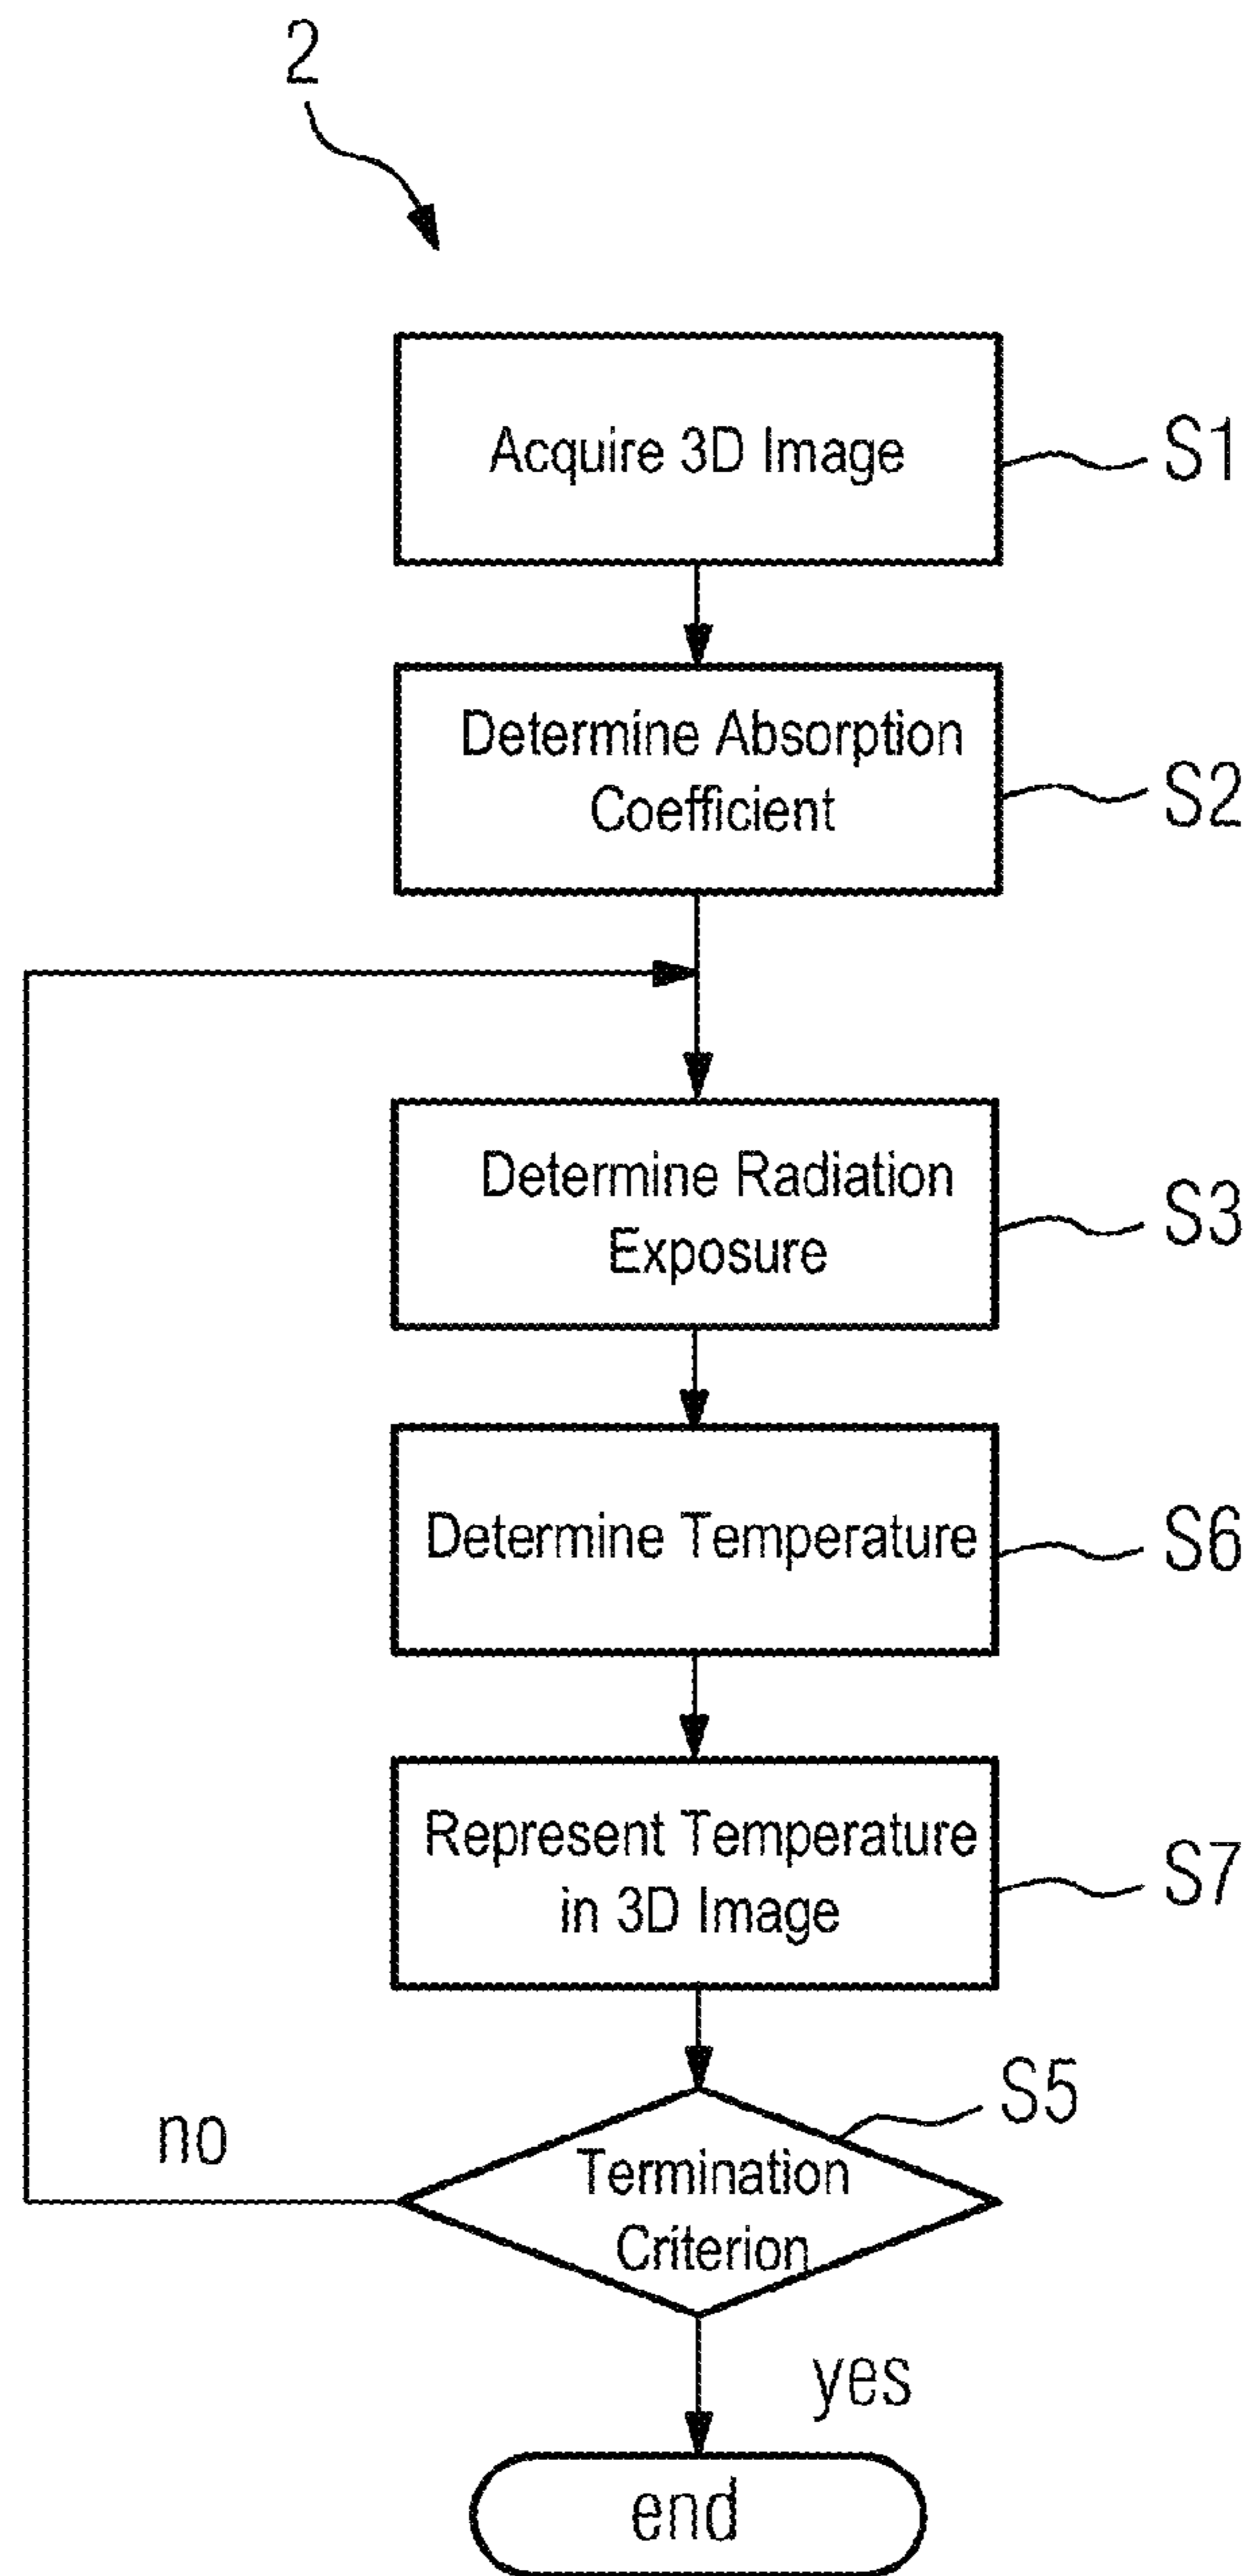 2
Acquire 3D Image
S1
Determine Absorption
Coefficient
S2
Determine Radiation
Exposure
S3
Determine Temperature
S6
Represent Temperature
in 3D Image
S7
S5
no
Termination
Criterion
yes
end